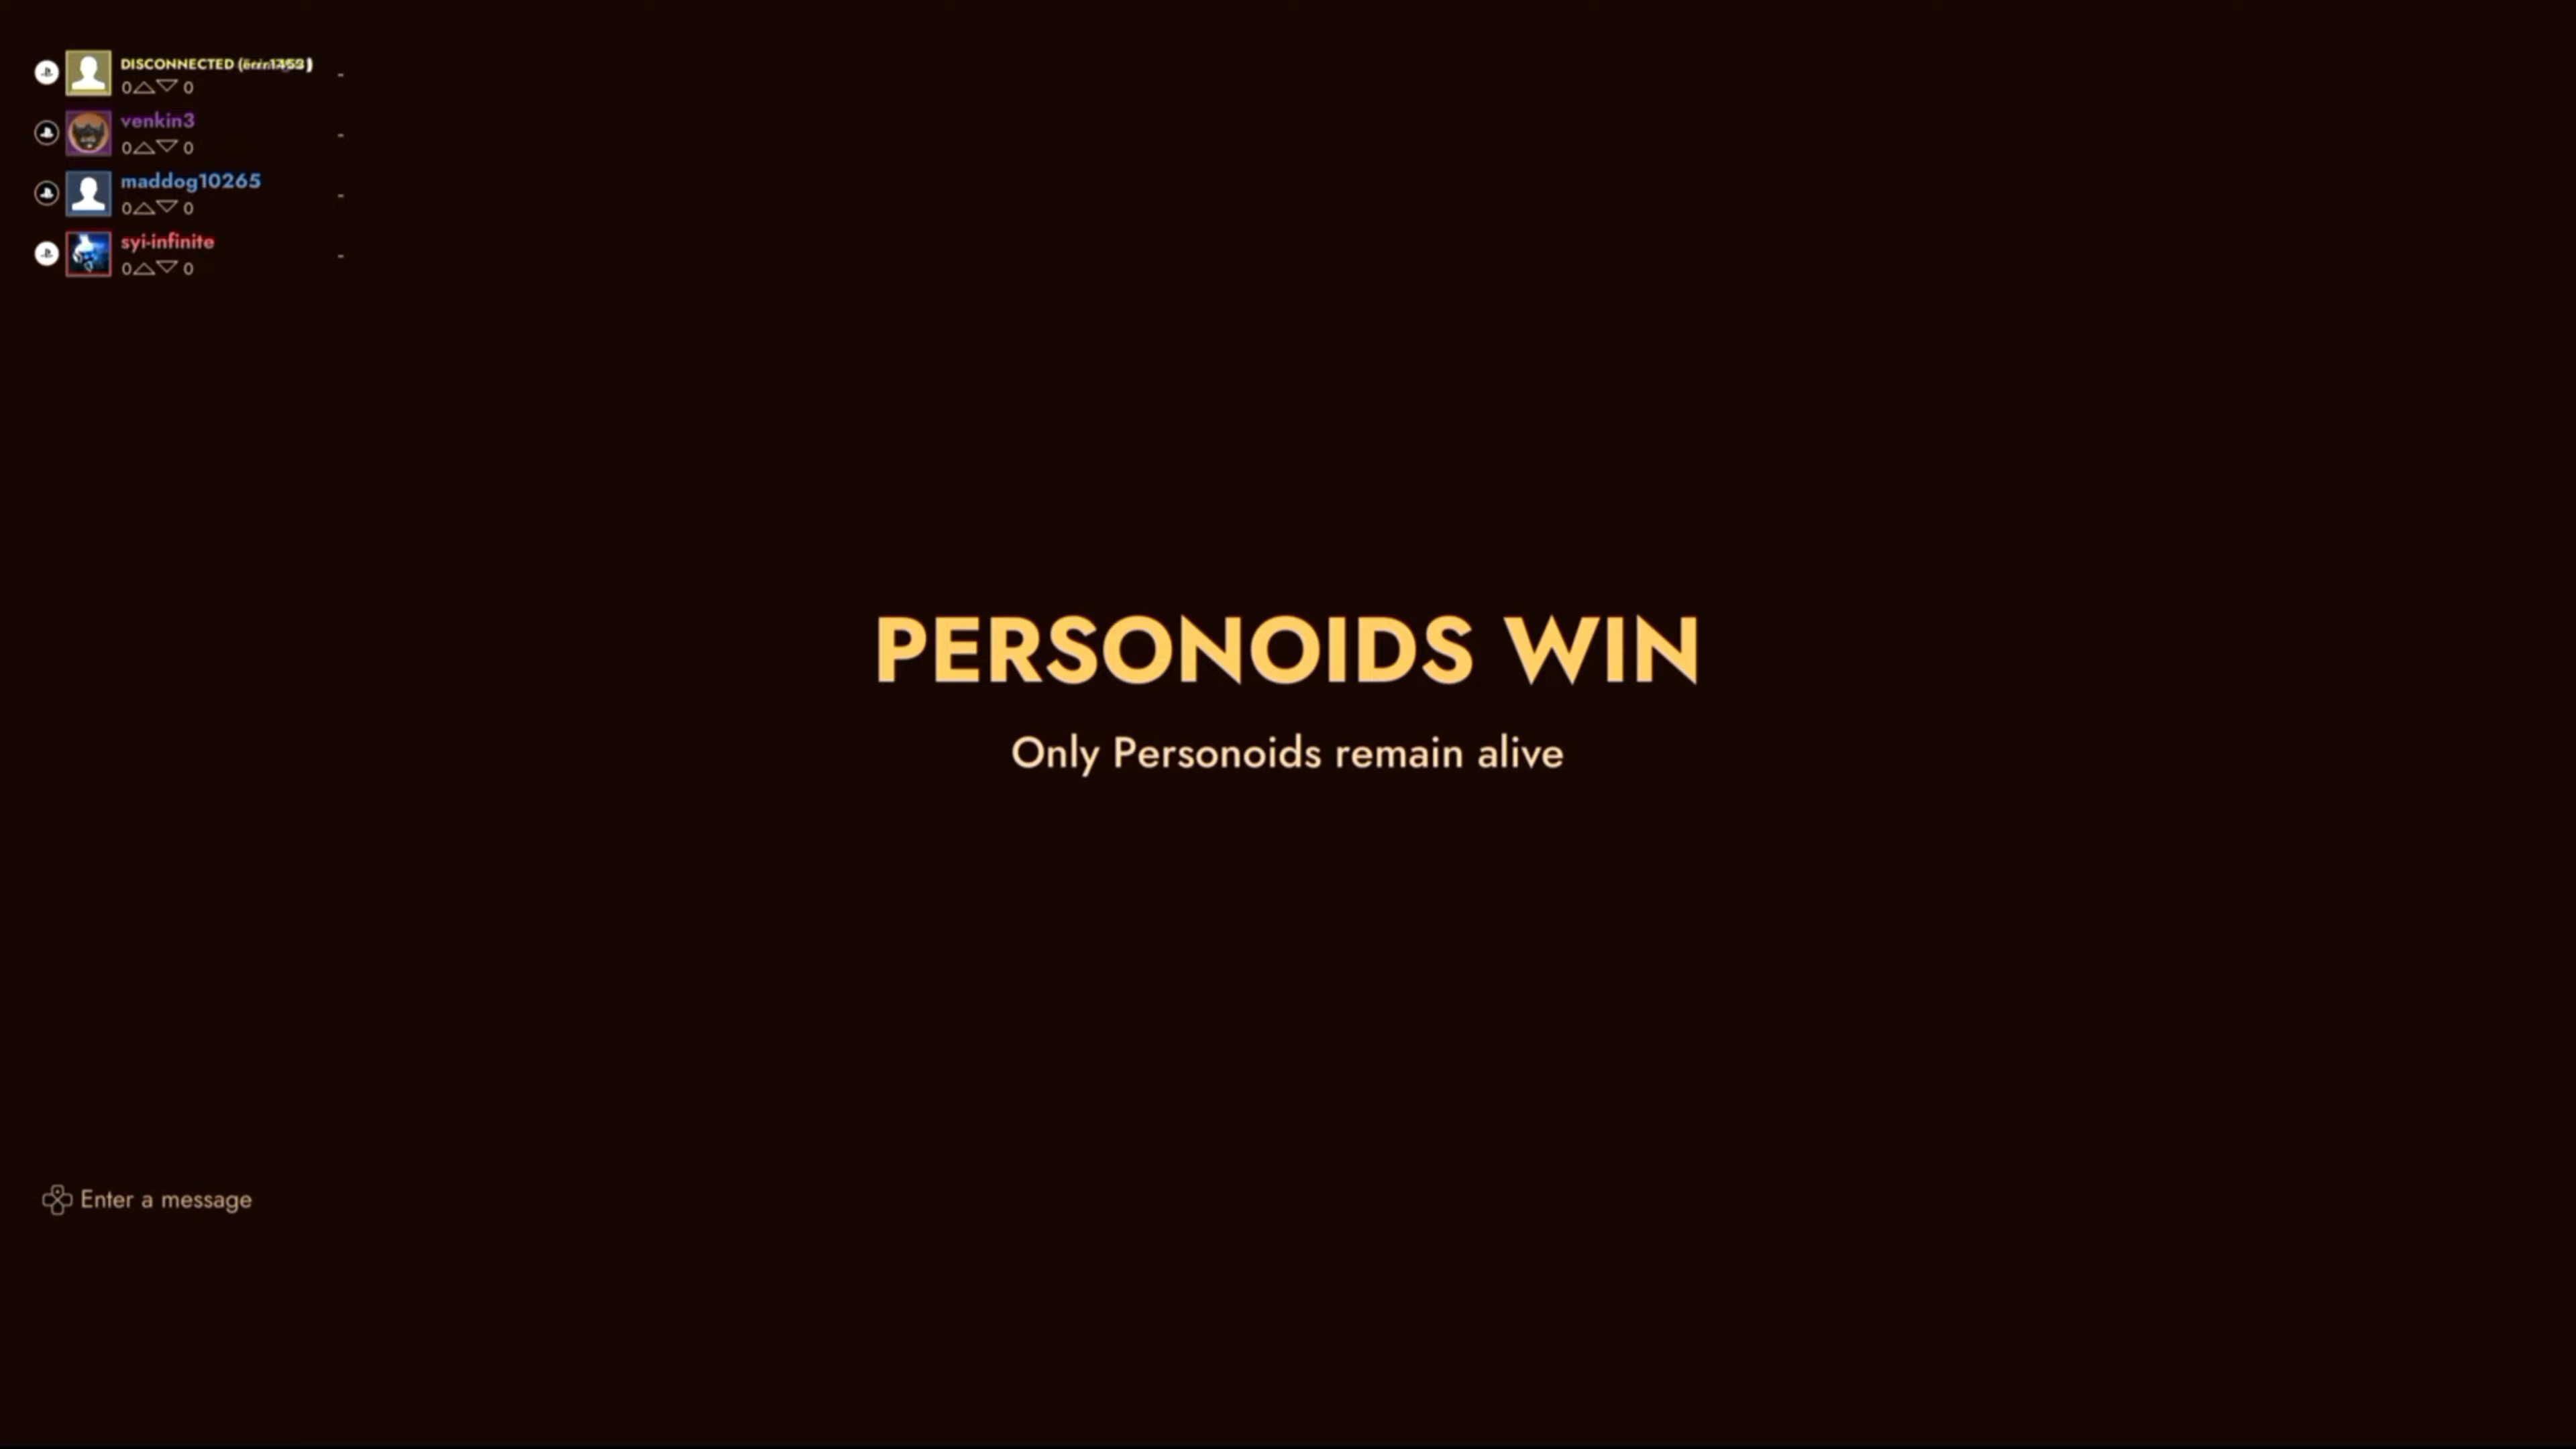 DISCONNECTED
0 0
-
venkin3
0 0
-
maddog10265
0 0
-
syi-infinite
0 0
-
PERSONOIDS WIN
Only Personoids remain alive
Enter a message